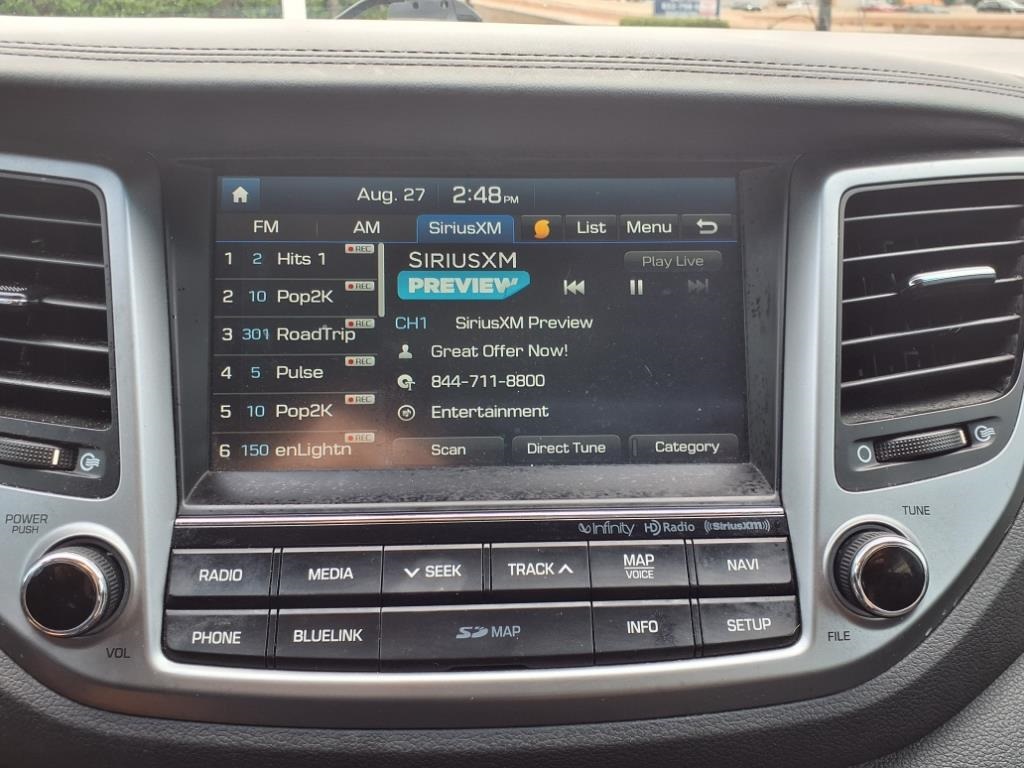 Aug. 27 2:48 PM
FM AM SiriusXM List Menu
1 2 Hits 1 REC
2 10 Pop2K REC
3 301 RoadTrip REC
4 5 Pulse REC
5 10 Pop2K REC
6 150 enLightn REC
SIRIUSXM
PREVIEW
Play Live
CH1 SiriusXM Preview
Great Offer Now!
844-711-8800
Entertainment
Scan Direct Tune Category
infinity HD Radio ((SiriusXM))
POWER
PUSH
VOL
TUNE
FILE
RADIO MEDIA SEEK TRACK MAP
VOICE
NAVI
PHONE BLUELINK SD MAP INFO SETUP